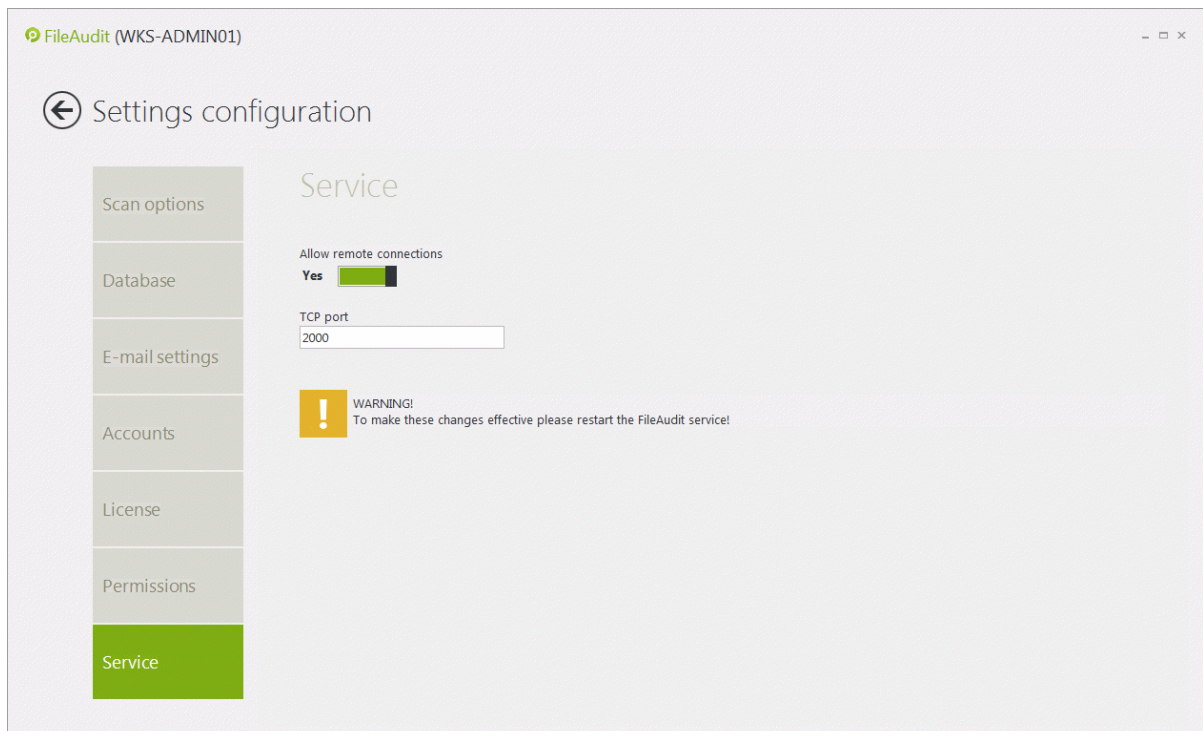 FileAudit (WKS-ADMIN01)
Settings configuration
Scan options
Database
E-mail settings
Accounts
License
Permissions
Service
Service
Allow remote connections
Yes
TCP port
2000
WARNING!
To make these changes effective please restart the FileAudit service!